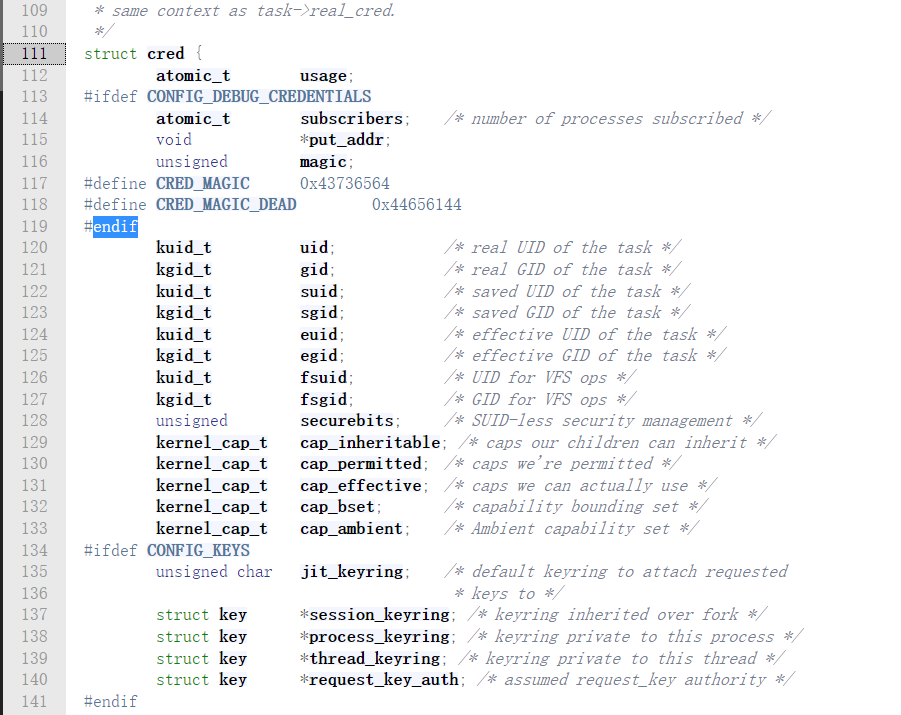 109 * same context as task->real_cred.
110 */
111 struct cred {
112 atomic_t usage;
113 #ifdef CONFIG_DEBUG_CREDENTIALS
114 atomic_t subscribers; /* number of processes subscribed */
115 void *put_addr;
116 unsigned magic;
117 #define CRED_MAGIC 0x43736564
118 #define CRED_MAGIC_DEAD 0x44656144
119 #endif
120 kuid_t uid; /* real UID of the task */
121 kgid_t gid; /* real GID of the task */
122 kuid_t suid; /* saved UID of the task */
123 kgid_t sgid; /* saved GID of the task */
124 kuid_t euid; /* effective UID of the task */
125 kgid_t egid; /* effective GID of the task */
126 kuid_t fsuid; /* UID for VFS ops */
127 kgid_t fsgid; /* GID for VFS ops */
128 unsigned securebits; /* SUID-less security management */
129 kernel_cap_t cap_inheritable; /* caps our children can inherit */
130 kernel_cap_t cap_permitted; /* caps we're permitted */
131 kernel_cap_t cap_effective; /* caps we can actually use */
132 kernel_cap_t cap_bset; /* capability bounding set */
133 kernel_cap_t cap_ambient; /* Ambient capability set */
134 #ifdef CONFIG_KEYS
135 unsigned char jit_keyring; /* default keyring to attach requested
136 * keys to */
137 struct key *session_keyring; /* keyring inherited over fork */
138 struct key *process_keyring; /* keyring private to this process */
139 struct key *thread_keyring; /* keyring private to this thread */
140 struct key *request_key_auth; /* assumed request_key authority */
141 #endif